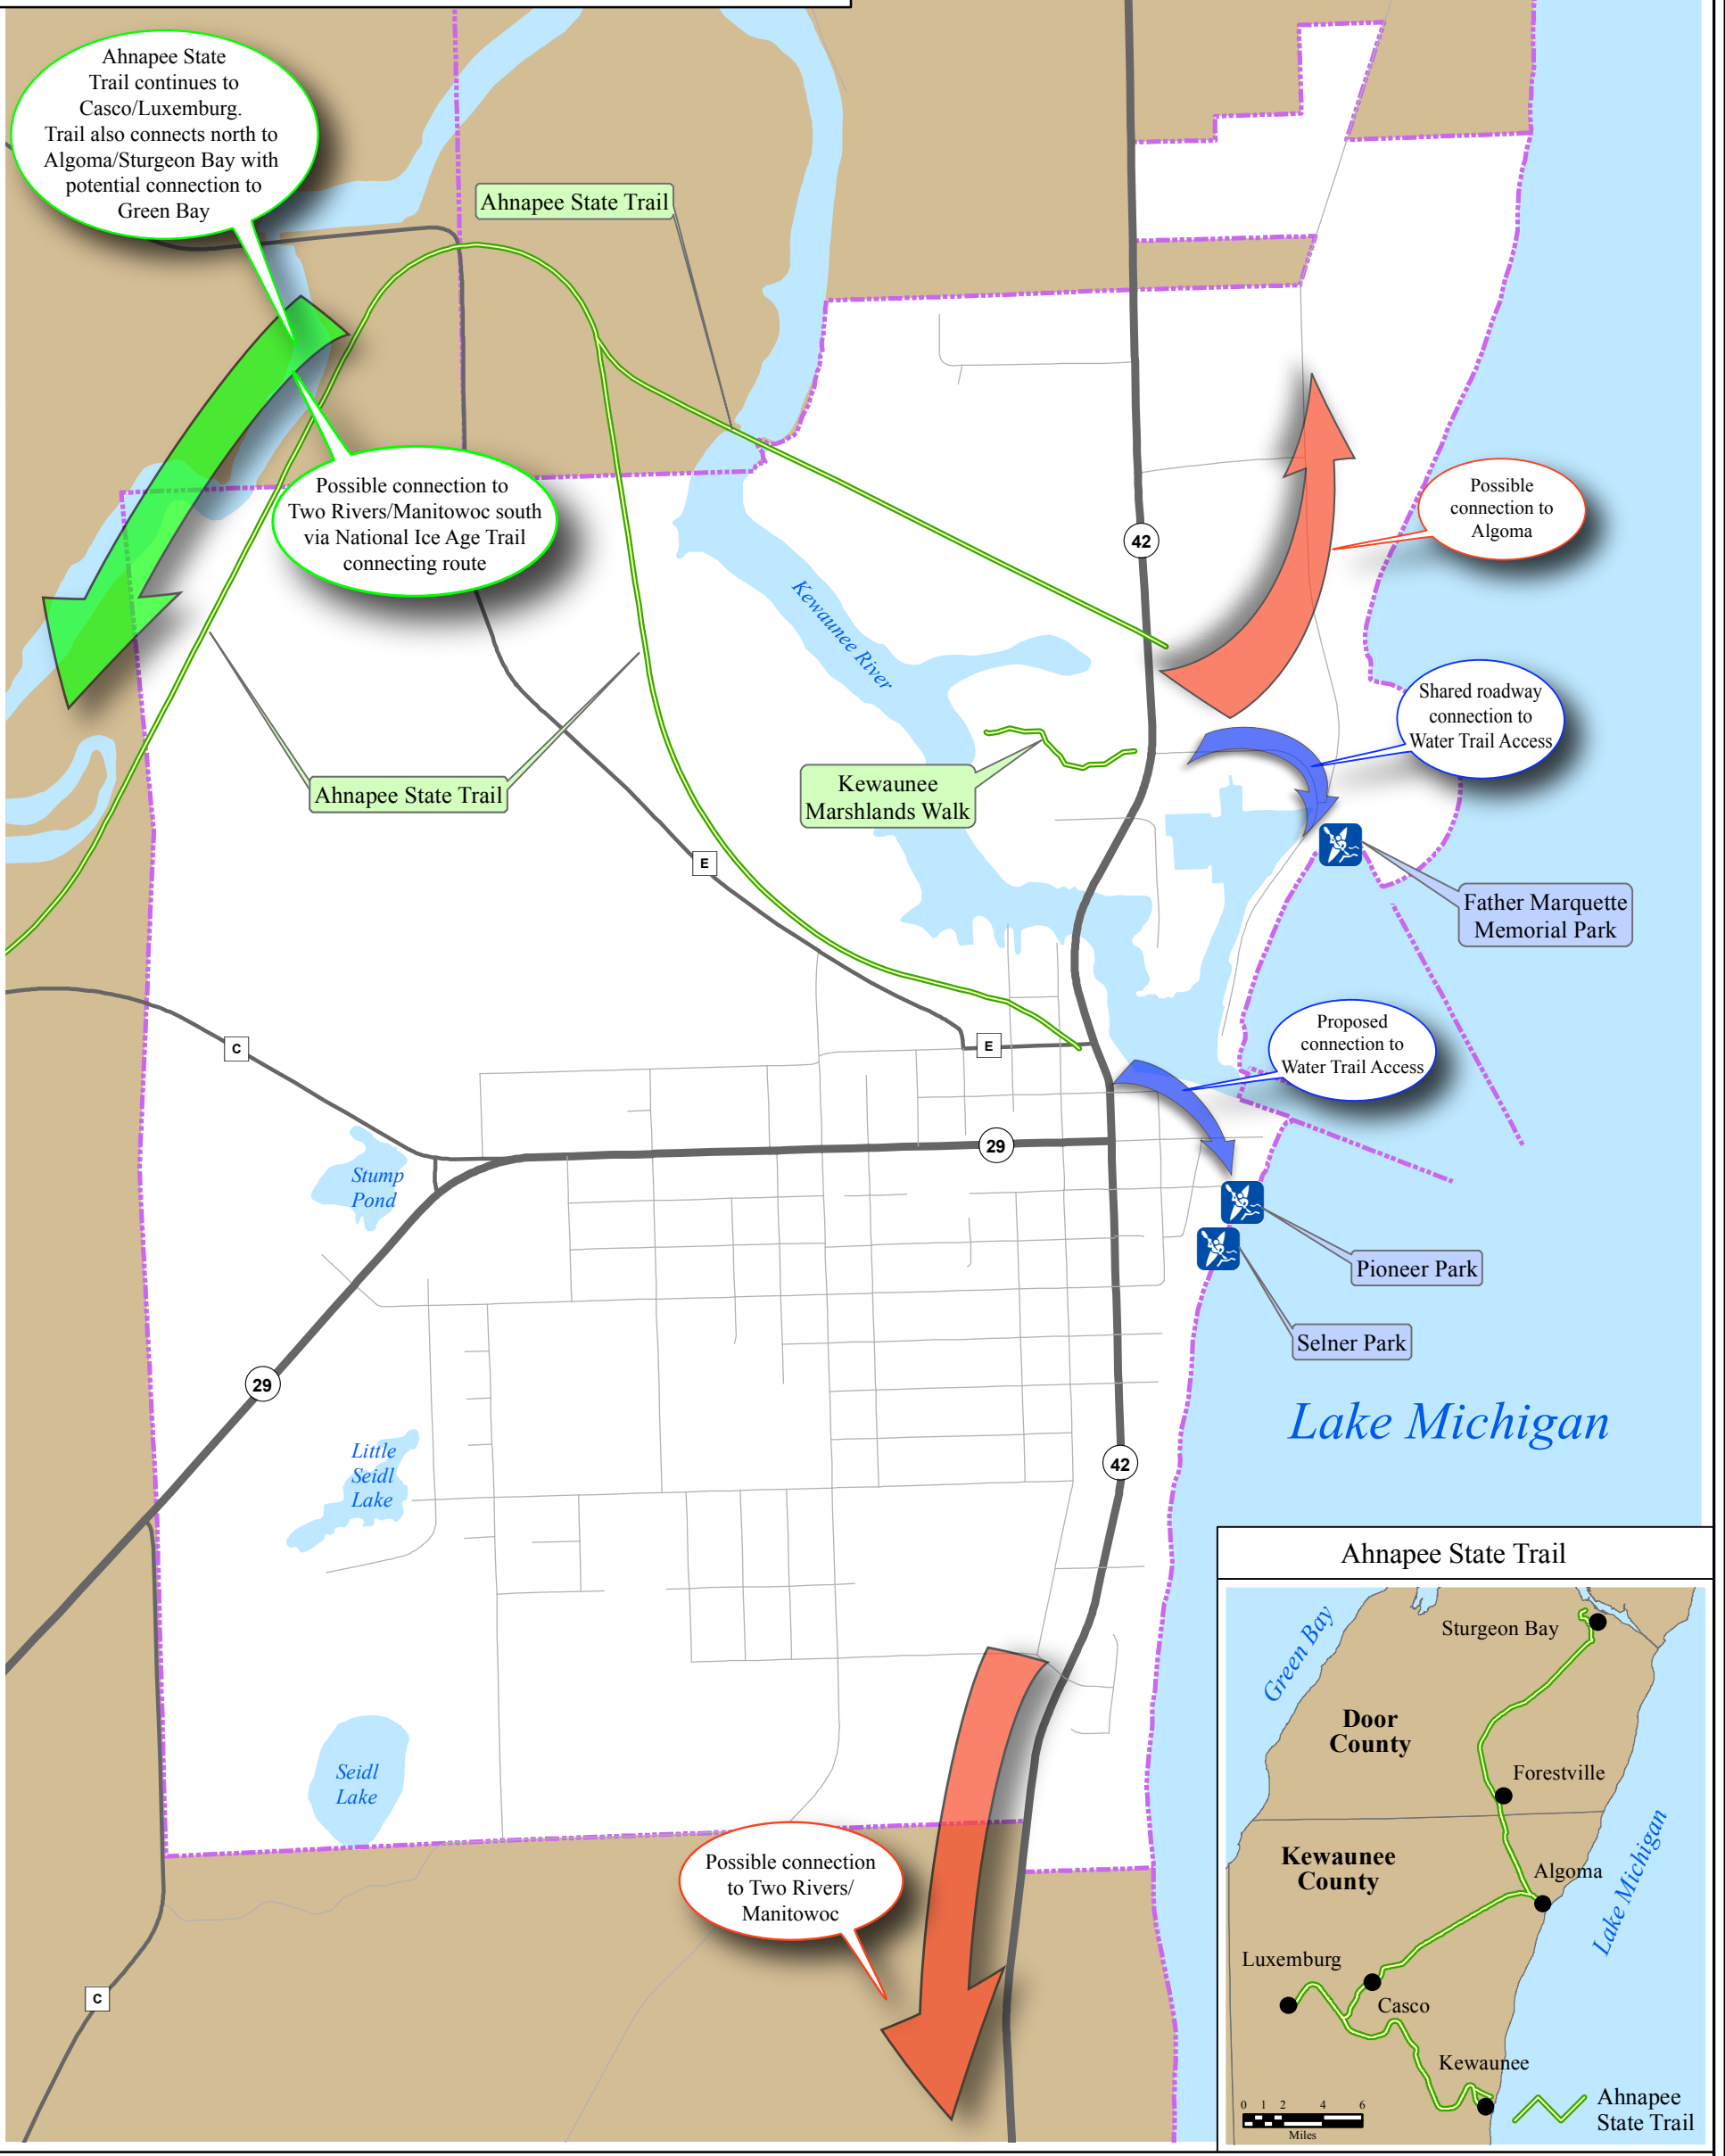 Ahnapee State
Trail continues to
Casco/Luxemburg.
Trail also connects north to
Algoma/Sturgeon Bay with
potential connection to
Green Bay
Ahnapee State Trail
Possible connection to
Two Rivers/Manitowoc south
via National Ice Age Trail
connecting route
Possible
connection to
Algoma
42
Kewaunee River
Shared roadway
connection to
Water Trail Access
Ahnapee State Trail
Kewaunee
Marshlands Walk
E
Father Marquette
Memorial Park
C
E
Proposed
connection to
Water Trail Access
29
Stump
Pond
Pioneer Park
Selner Park
29
Lake Michigan
Little
Seidl
Lake
42
Seidl
Lake
Possible connection
to Two Rivers/
Manitowoc
C
Ahnapee State Trail
Green Bay
Sturgeon Bay
Door
County
Forestville
Kewaunee
County
Algoma
Lake Michigan
Luxemburg
Casco
Kewaunee
0 1 2 4 6
Miles
Ahnapee
State Trail